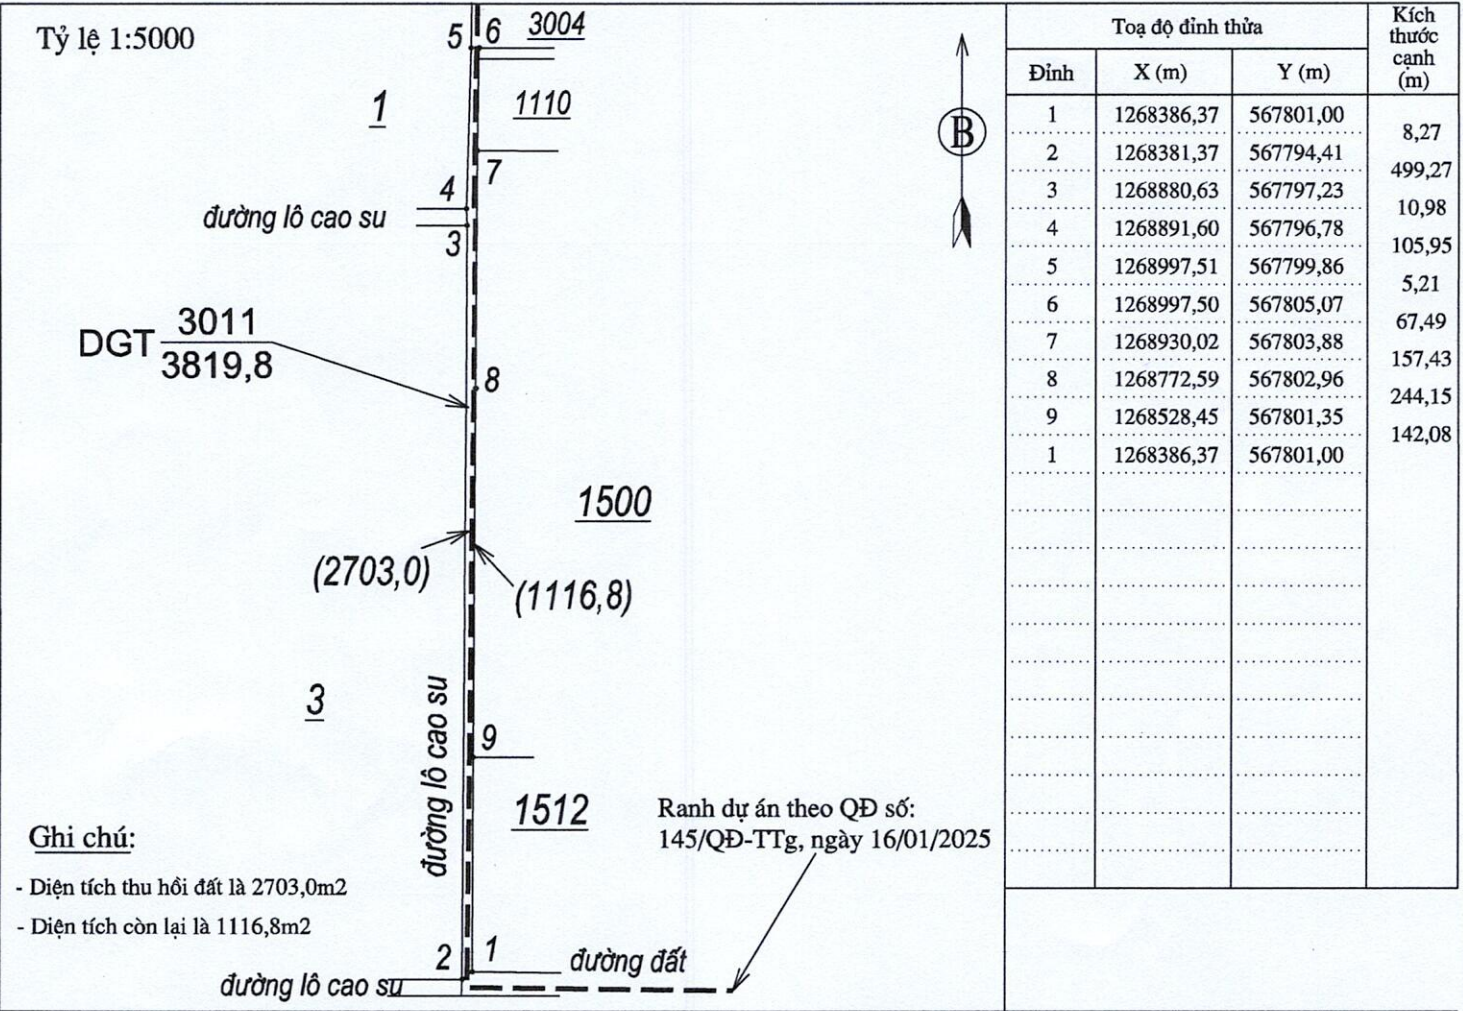 Tỷ lệ 1:5000
5 6 3004
1
1110
7
4
đường lô cao su
3
B
DGT 3011
3819,8
8
1500
(2703,0)
(1116,8)
3
đường lô cao su
9
1512
Ranh dự án theo QĐ số:
145/QĐ-TTg, ngày 16/01/2025
Ghi chú:
- Diện tích thu hồi đất là 2703,0m2
- Diện tích còn lại là 1116,8m2
2 1 đường đất
đường lô cao su
Toạ độ đỉnh thửa
Kích
thước
cạnh
(m)
Đỉnh X (m) Y (m)
1 1268386,37 567801,00
8,27
2 1268381,37 567794,41
499,27
3 1268880,63 567797,23
10,98
4 1268891,60 567796,78
105,95
5 1268997,51 567799,86
5,21
6 1268997,50 567805,07
67,49
7 1268930,02 567803,88
157,43
8 1268772,59 567802,96
244,15
9 1268528,45 567801,35
142,08
1 1268386,37 567801,00